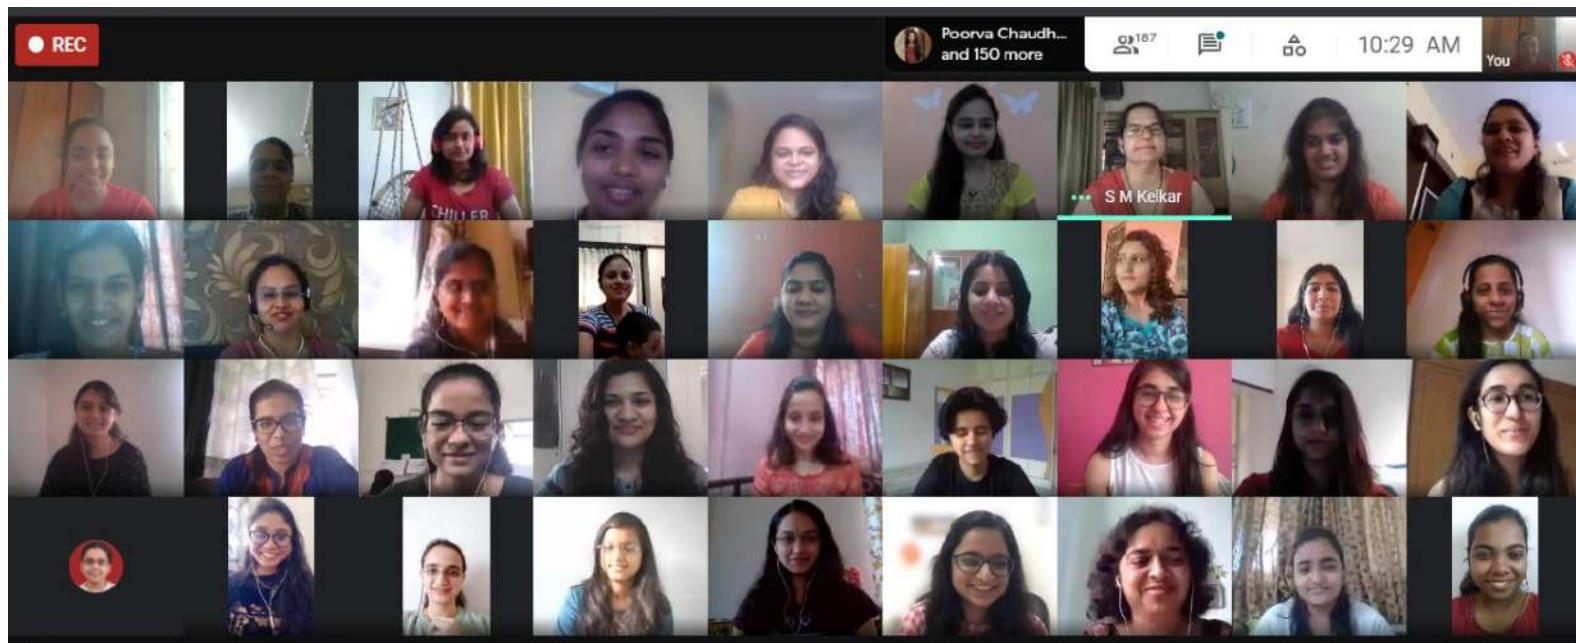 REC
Poorva Chaudh...
and 150 more
187
10:29 AM
You
CHILLER
S M Kelkar